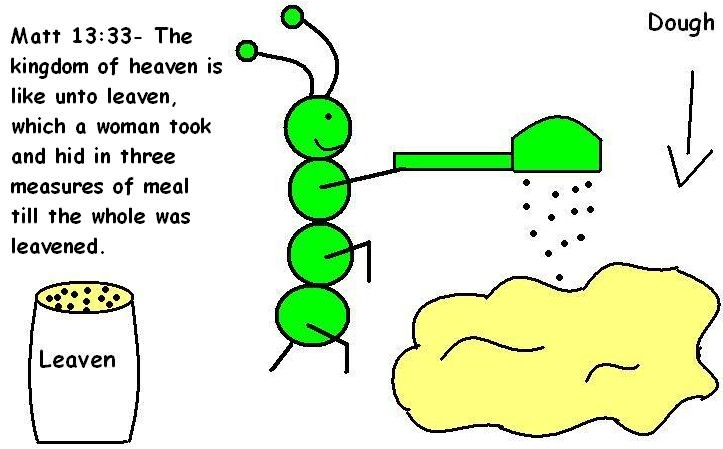 Matt 13:33- The
kingdom of heaven is
like unto leaven,
which a woman took
and hid in three
measures of meal
till the whole was
leavened.
Dough
Leaven